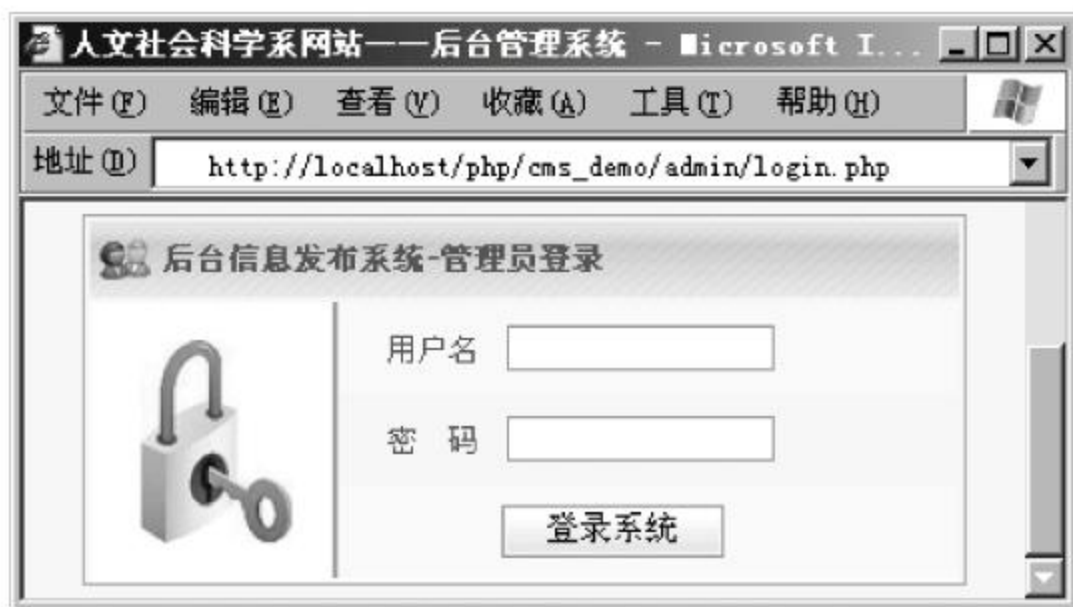 人文社会科学系网站——后台管理系统 - Microsoft I...
文件(F) 编辑(E) 查看(V) 收藏(A) 工具(T) 帮助(H)
地址(D) http://localhost/php/cms_demo/admin/login.php
后台信息发布系统-管理员登录
用户名
密 码
登录系统